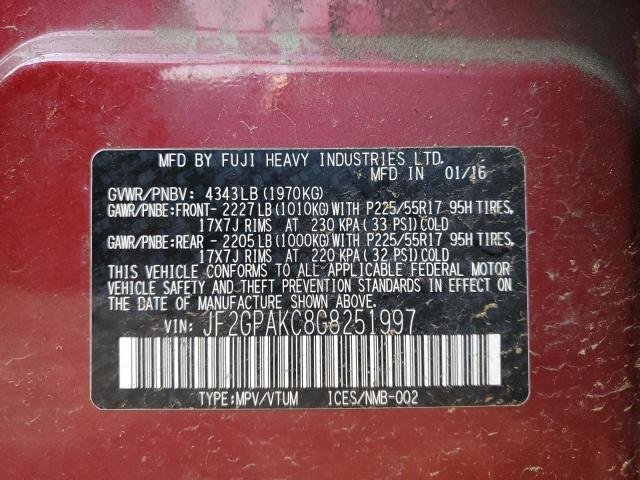 MFD BY FUJI HEAVY INDUSTRIES LTD.
MFD IN 01/16
GVWR/PNBV: 4343LB(1970KG)
GAWR/PNBE:FRONT- 2227LB(1010KG)WITH P225/55R17 95H TIRES,
17X7J RIMS AT 230 KPA(33 PSI)COLD
GAWR/PNBE:REAR - 2205LB(1000KG)WITH P225/55R17 95H TIRES,
17X7J RIMS AT 220 KPA(32 PSI)COLD
THIS VEHICLE CONFORMS TO ALL APPLICABLE FEDERAL MOTOR
VEHICLE SAFETY AND THEFT PREVENTION STANDARDS IN EFFECT
ON THE DATE OF MANUFACTURE SHOWN ABOVE.
VIN: JF2GPAKC8G8251997
TYPE:MPV/VTUM ICES/NMB-002